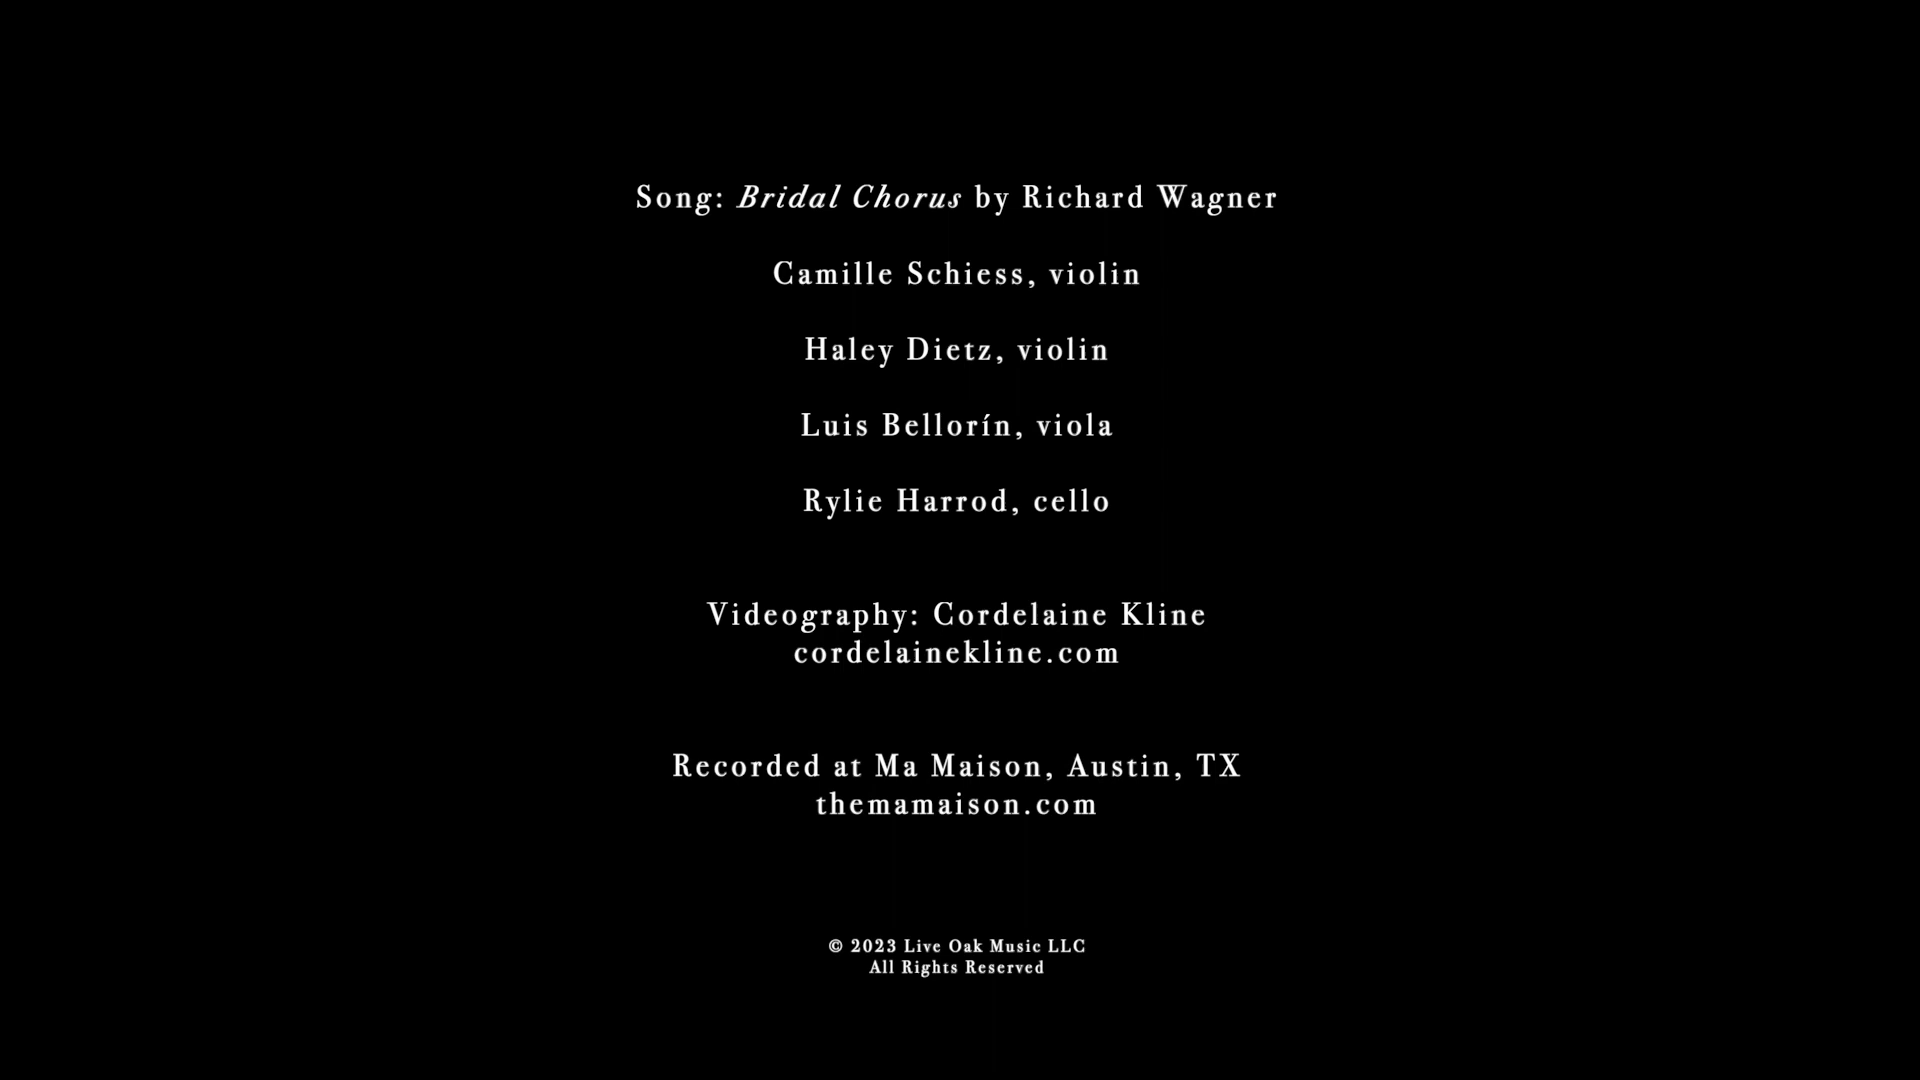 Song: Bridal Chorus by Richard Wagner
Camille Schiess, violin
Haley Dietz, violin
Luis Bellorín, viola
Rylie Harrod, cello
Videography: Cordelaine Kline
cordelainekline.com
Recorded at Ma Maison, Austin, TX
themamaison.com
© 2023 Live Oak Music LLC
All Rights Reserved